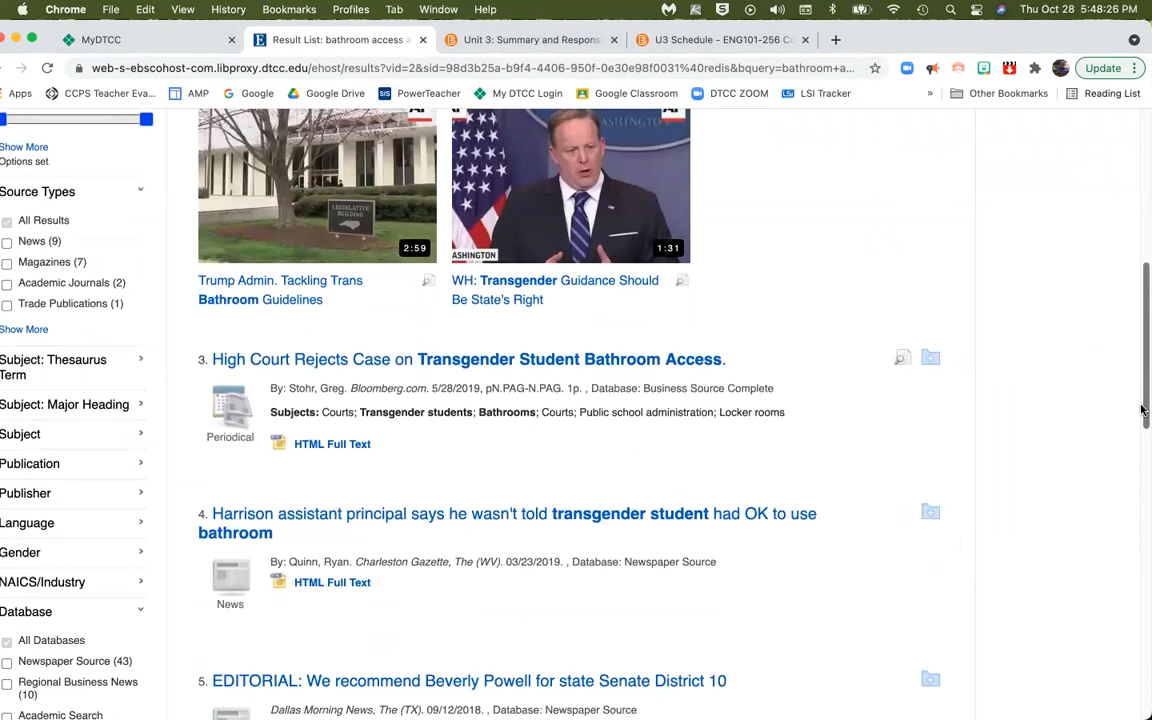 Chrome File Edit View History Bookmarks Profiles Tab Window Help Thu Oct 28 5:48:26 PM
MyDTCC Result List: bathroom access a Unit 3: Summary and Respons U3 Schedule - ENG101-256 Co
web-s-ebscohost-com.libproxy.dtcc.edu/ehost/results?vid=2&sid=98d3b25a-b9f4-4406-950f-0e30e98f0031%40redis&bquery=bathroom+a... Update
Apps CCPS Teacher Eva... AMP Google Google Drive PowerTeacher My DTCC Login Google Classroom DTCC ZOOM LSI Tracker » Other Bookmarks Reading List
Show More
Options set
Source Types
All Results
News (9)
Magazines (7)
Academic Journals (2)
Trade Publications (1)
Show More
Subject: Thesaurus
Term
Subject: Major Heading
Subject
Publication
Publisher
Language
Gender
NAICS/Industry
Database
All Databases
Newspaper Source (43)
Regional Business News
(10)
Academic Search
LEGISLATIVE
BUILDING
2:59
WASHINGTON
ASHINGTON
1:31
Trump Admin. Tackling Trans
Bathroom Guidelines
WH: Transgender Guidance Should
Be State's Right
3. High Court Rejects Case on Transgender Student Bathroom Access.
By: Stohr, Greg. Bloomberg.com. 5/28/2019, pN.PAG-N.PAG. 1p. , Database: Business Source Complete
Subjects: Courts; Transgender students; Bathrooms; Courts; Public school administration; Locker rooms
Periodical
HTML Full Text
4. Harrison assistant principal says he wasn't told transgender student had OK to use
bathroom
By: Quinn, Ryan. Charleston Gazette, The (WV). 03/23/2019. , Database: Newspaper Source
HTML Full Text
News
5. EDITORIAL: We recommend Beverly Powell for state Senate District 10
Dallas Morning News, The (TX). 09/12/2018. , Database: Newspaper Source